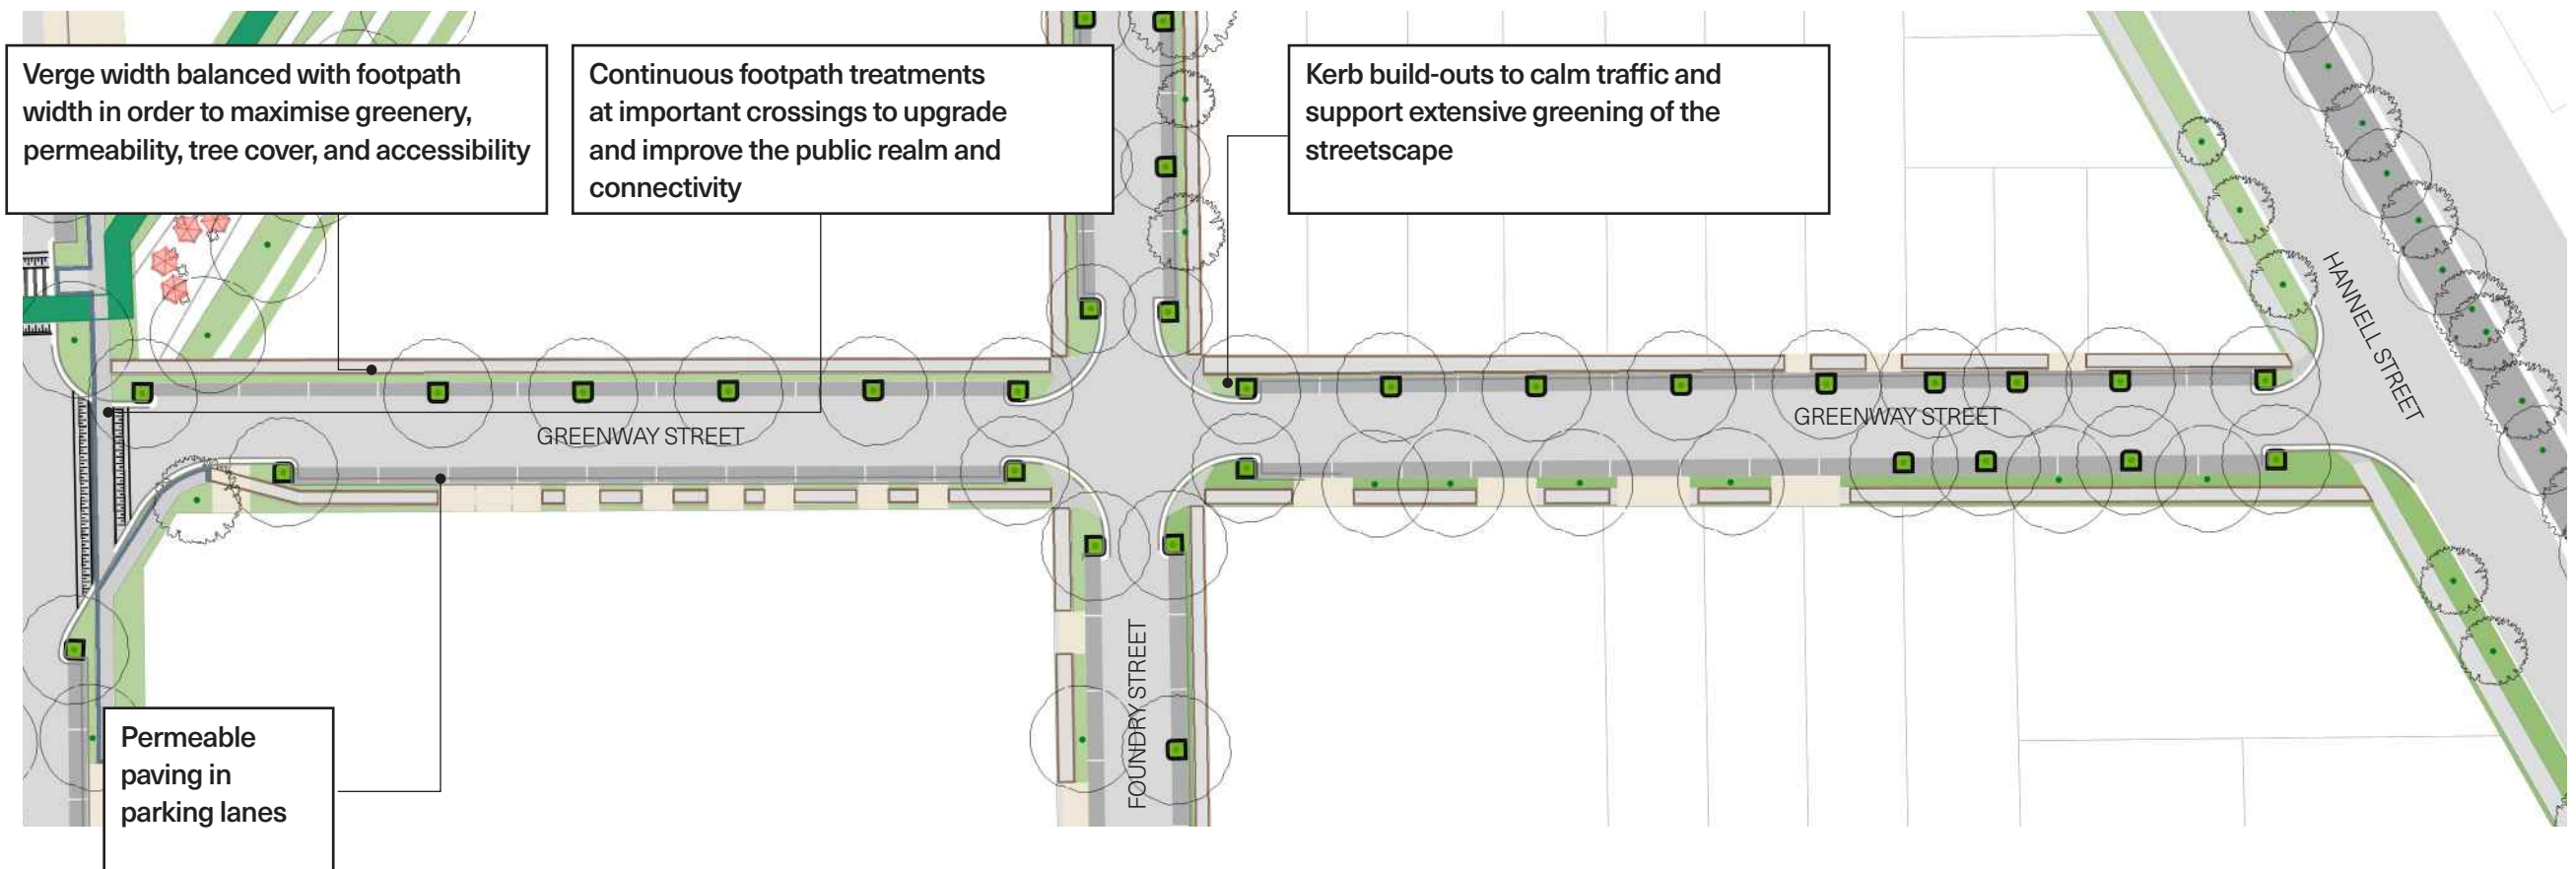 Verge width balanced with footpath
width in order to maximise greenery,
permeability, tree cover, and accessibility
Continuous footpath treatments
at important crossings to upgrade
and improve the public realm and
connectivity
Kerb build-outs to calm traffic and
support extensive greening of the
streetscape
HANNELL STREET
GREENWAY STREET
GREENWAY STREET
FOUNDRY STREET
Permeable
paving in
parking lanes